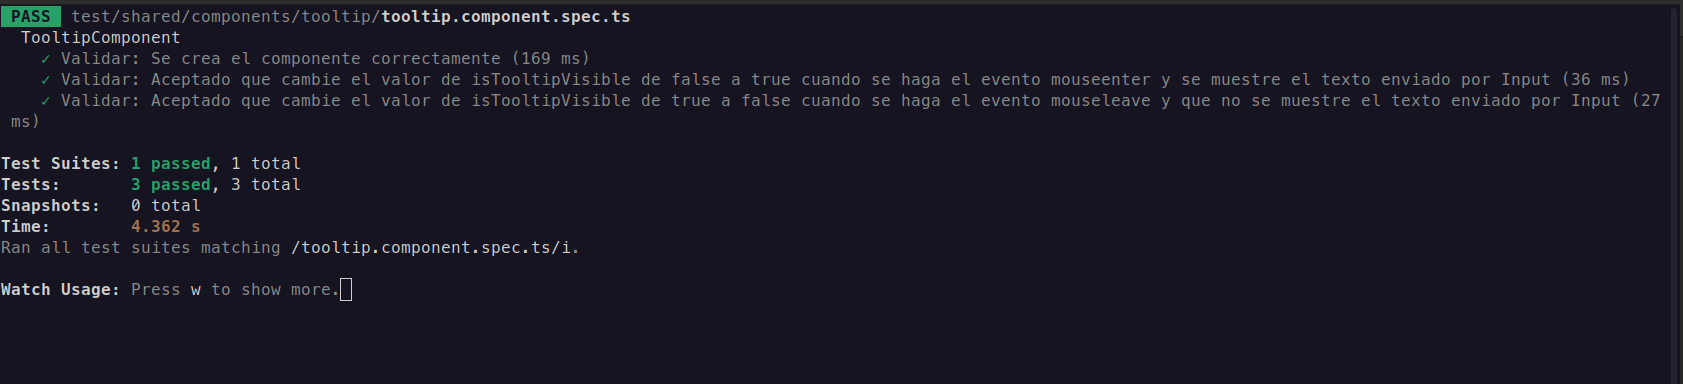 PASS test/shared/components/tooltip/tooltip.component.spec.ts
TooltipComponent
✓ Validar: Se crea el componente correctamente (169 ms)
✓ Validar: Aceptado que cambie el valor de isTooltipVisible de false a true cuando se haga el evento mouseenter y se muestre el texto enviado por Input (36 ms)
✓ Validar: Aceptado que cambie el valor de isTooltipVisible de true a false cuando se haga el evento mouseleave y que no se muestre el texto enviado por Input (27
ms)
Test Suites: 1 passed, 1 total
Tests: 3 passed, 3 total
Snapshots: 0 total
Time: 4.362 s
Ran all test suites matching /tooltip.component.spec.ts/i.
Watch Usage: Press w to show more.